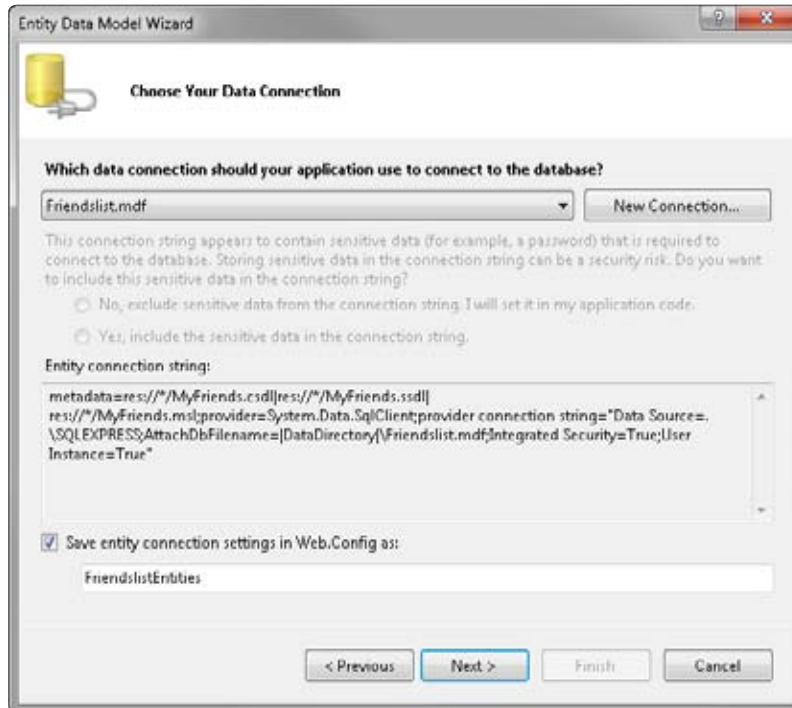 Entity Data Model Wizard
Choose Your Data Connection
Which data connection should your application use to connect to the database?
Friendslist.mdf
New Connection...
This connection string appears to contain sensitive data (for example, a password) that is required to
connect to the database. Storing sensitive data in the connection string can be a security risk. Do you want
to include this sensitive data in the connection string?
No, exclude sensitive data from the connection string. I will set it in my application code.
Yes, include the sensitive data in the connection string.
Entity connection string:
metadata=res://*/MyFriends.csdl|res://*/MyFriends.ssdl|
res://*/MyFriends.msl;provider=System.Data.SqlClient;provider connection string="Data Source=.
\SQLEXPRESS;AttachDbFilename=|DataDirectory|\Friendslist.mdf;Integrated Security=True;User
Instance=True"
Save entity connection settings in Web.Config as:
FriendslistEntities
< Previous
Next >
Finish
Cancel